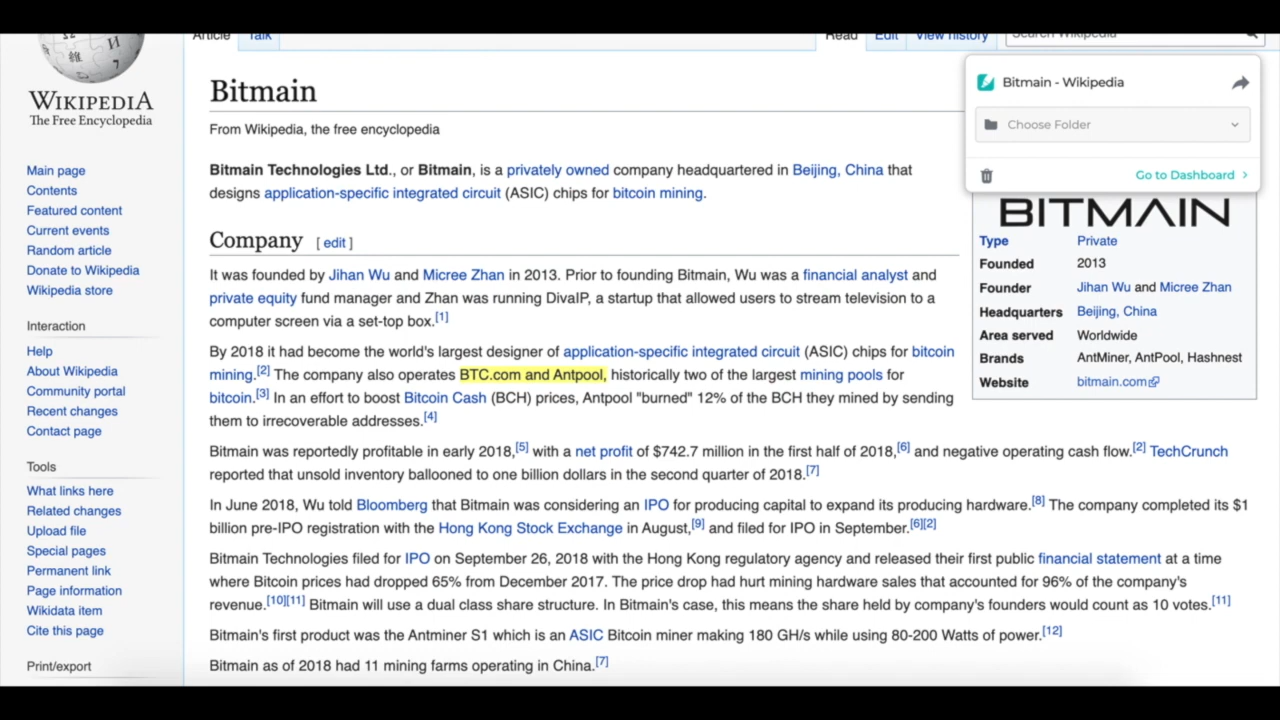 Article Talk Read Edit View history Search Wikipedia
WIKIPEDIA
The Free Encyclopedia
Main page
Contents
Featured content
Current events
Random article
Donate to Wikipedia
Wikipedia store
Interaction
Help
About Wikipedia
Community portal
Recent changes
Contact page
Tools
What links here
Related changes
Upload file
Special pages
Permanent link
Page information
Wikidata item
Cite this page
Print/export
Bitmain
From Wikipedia, the free encyclopedia
Bitmain Technologies Ltd., or Bitmain, is a privately owned company headquartered in Beijing, China that
designs application-specific integrated circuit (ASIC) chips for bitcoin mining.
Company [ edit ]
It was founded by Jihan Wu and Micree Zhan in 2013. Prior to founding Bitmain, Wu was a financial analyst and
private equity fund manager and Zhan was running DivaIP, a startup that allowed users to stream television to a
computer screen via a set-top box.[1]
By 2018 it had become the world's largest designer of application-specific integrated circuit (ASIC) chips for bitcoin
mining.[2] The company also operates BTC.com and Antpool, historically two of the largest mining pools for
bitcoin.[3] In an effort to boost Bitcoin Cash (BCH) prices, Antpool "burned" 12% of the BCH they mined by sending
them to irrecoverable addresses.[4]
Bitmain was reportedly profitable in early 2018,[5] with a net profit of $742.7 million in the first half of 2018,[6] and negative operating cash flow.[2] TechCrunch
reported that unsold inventory ballooned to one billion dollars in the second quarter of 2018.[7]
In June 2018, Wu told Bloomberg that Bitmain was considering an IPO for producing capital to expand its producing hardware.[8] The company completed its $1
billion pre-IPO registration with the Hong Kong Stock Exchange in August,[9] and filed for IPO in September.[6][2]
Bitmain Technologies filed for IPO on September 26, 2018 with the Hong Kong regulatory agency and released their first public financial statement at a time
where Bitcoin prices had dropped 65% from December 2017. The price drop had hurt mining hardware sales that accounted for 96% of the company's
revenue.[10][11] Bitmain will use a dual class share structure. In Bitmain's case, this means the share held by company's founders would count as 10 votes.[11]
Bitmain's first product was the Antminer S1 which is an ASIC Bitcoin miner making 180 GH/s while using 80-200 Watts of power.[12]
Bitmain as of 2018 had 11 mining farms operating in China.[7]
Bitmain - Wikipedia
Choose Folder
Go to Dashboard
BITMAIN
Type Private
Founded 2013
Founder Jihan Wu and Micree Zhan
Headquarters Beijing, China
Area served Worldwide
Brands AntMiner, AntPool, Hashnest
Website bitmain.com